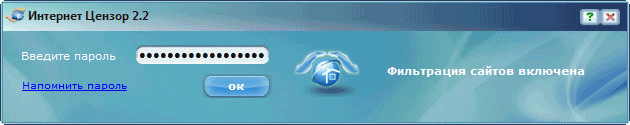 Интернет Цензор 2.2
Введите пароль ••••••••••••••••••
Фильтрация сайтов включена
Напомнить пароль
ок